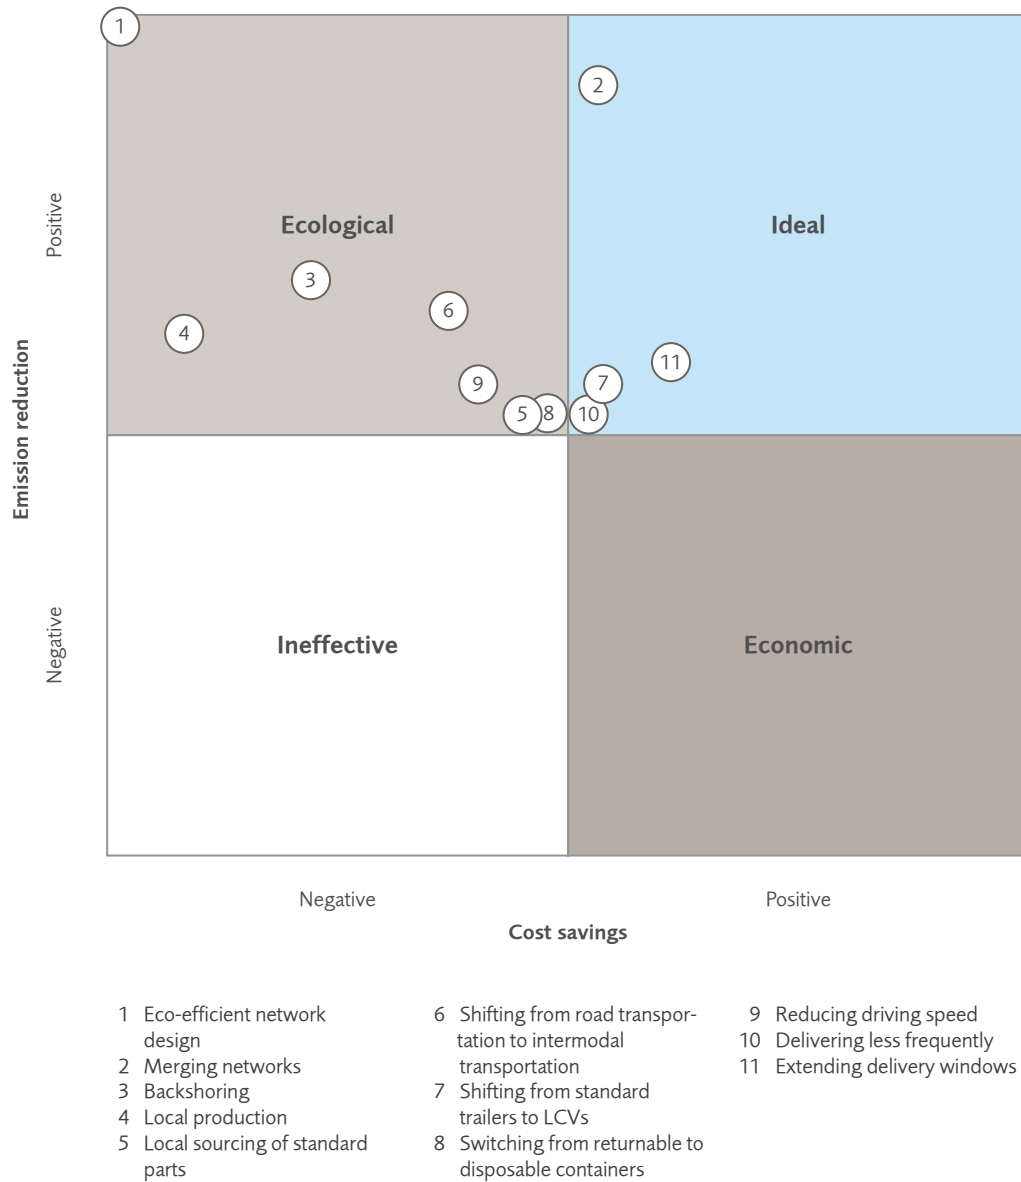 1
2
Positive
Ecological
Ideal
3
6
4
11
9
7
5
8
10
Emission reduction
Negative
Ineffective
Economic
Negative
Positive
Cost savings
1 Eco-efficient network
design
2 Merging networks
3 Backshoring
4 Local production
5 Local sourcing of standard
parts
6 Shifting from road transpor-
tation to intermodal
transportation
7 Shifting from standard
trailers to LCVs
8 Switching from returnable to
disposable containers
9 Reducing driving speed
10 Delivering less frequently
11 Extending delivery windows